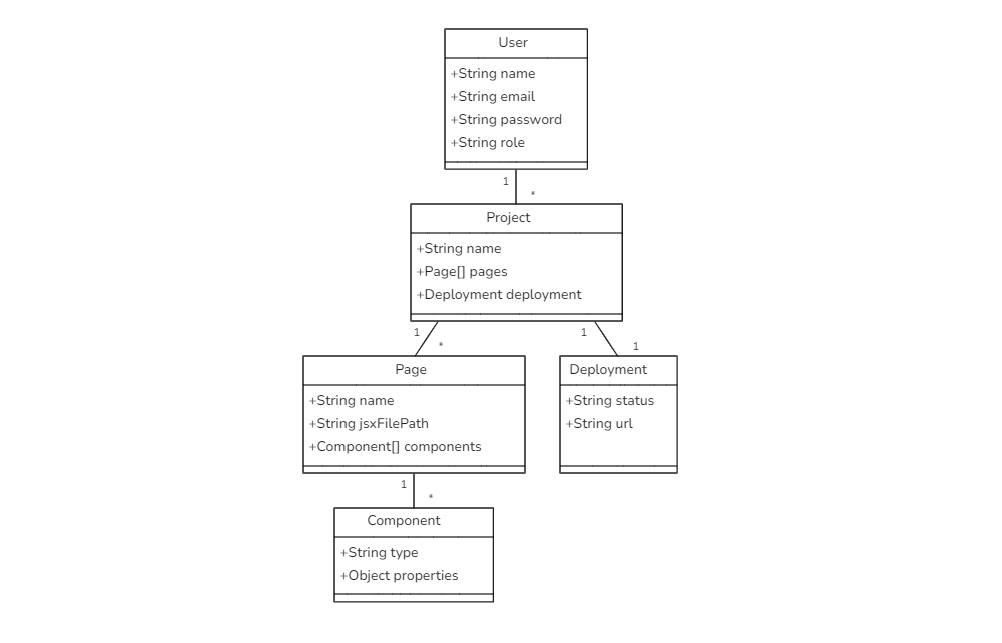 User
+String name
+String email
+String password
+String role
1
*
Project
+String name
+Page[] pages
+Deployment deployment
1
*
1
1
Page
+String name
+String jsxFilePath
+Component[] components
Deployment
+String status
+String url
1
*
Component
+String type
+Object properties